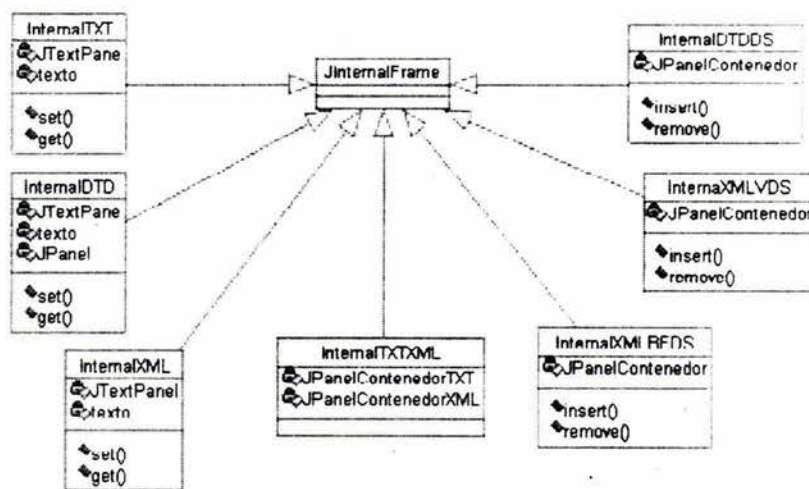 InternalTXT
JTextPane
texto
set()
get()
JInternalFrame
InternalDTDDS
JPanelContenedor
insert()
remove()
InternalDTD
JTextPane
texto
JPanel
set()
get()
InternaXMLVDS
JPanelContenedor
insert()
remove()
InternalXML
JTextPanel
texto
set()
get()
InternalTXTXML
JPanelContenedorTXT
JPanelContenedorXML
JPanelContenedor
insert()
remove()